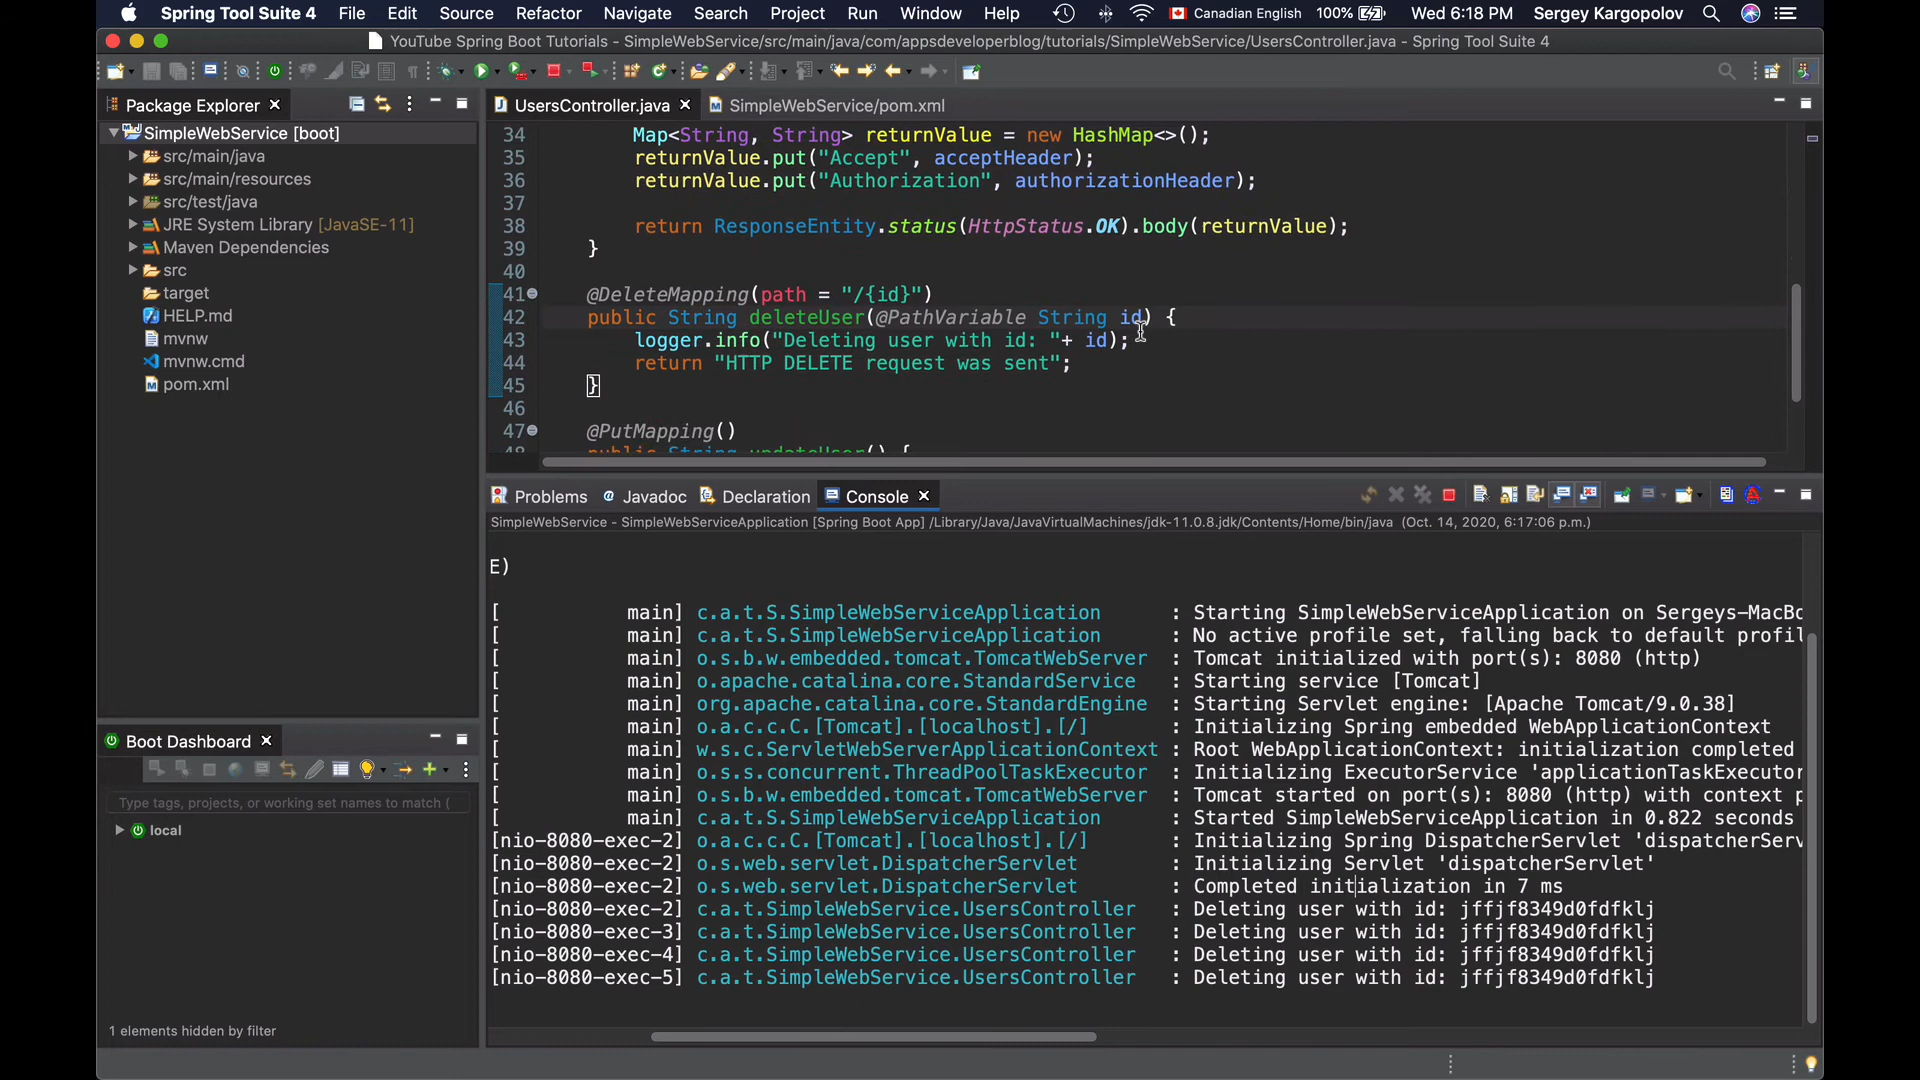 Spring Tool Suite 4 File Edit Source Refactor Navigate Search Project Run Window Help Canadian English 100% Wed 6:18 PM Sergey Kargopolov
YouTube Spring Boot Tutorials - SimpleWebService/src/main/java/com/appsdeveloperblog/tutorials/SimpleWebService/UsersController.java - Spring Tool Suite 4
Package Explorer
SimpleWebService [boot]
src/main/java
src/main/resources
src/test/java
JRE System Library [JavaSE-11]
Maven Dependencies
src
target
HELP.md
mvnw
mvnw.cmd
pom.xml
Boot Dashboard
Type tags, projects, or working set names to match (
local
1 elements hidden by filter
UsersController.java SimpleWebService/pom.xml
34 Map<String, String> returnValue = new HashMap<>();
35 returnValue.put("Accept", acceptHeader);
36 returnValue.put("Authorization", authorizationHeader);
37
38 return ResponseEntity.status(HttpStatus.OK).body(returnValue);
39 }
40
41 @DeleteMapping(path = "/{id}")
42 public String deleteUser(@PathVariable String id) {
43 logger.info("Deleting user with id: "+ id);
44 return "HTTP DELETE request was sent";
45 }
46
47 @PutMapping()
48 public String updateUser() {
Problems Javadoc Declaration Console
SimpleWebService - SimpleWebServiceApplication [Spring Boot App] /Library/Java/JavaVirtualMachines/jdk-11.0.8.jdk/Contents/Home/bin/java (Oct. 14, 2020, 6:17:06 p.m.)
E)
[ main] c.a.t.S.SimpleWebServiceApplication : Starting SimpleWebServiceApplication on Sergeys-MacBo
[ main] c.a.t.S.SimpleWebServiceApplication : No active profile set, falling back to default profil
[ main] o.s.b.w.embedded.tomcat.TomcatWebServer : Tomcat initialized with port(s): 8080 (http)
[ main] o.apache.catalina.core.StandardService : Starting service [Tomcat]
[ main] org.apache.catalina.core.StandardEngine : Starting Servlet engine: [Apache Tomcat/9.0.38]
[ main] o.a.c.c.C.[Tomcat].[localhost].[/] : Initializing Spring embedded WebApplicationContext
[ main] w.s.c.ServletWebServerApplicationContext : Root WebApplicationContext: initialization completed
[ main] o.s.s.concurrent.ThreadPoolTaskExecutor : Initializing ExecutorService 'applicationTaskExecutor
[ main] o.s.b.w.embedded.tomcat.TomcatWebServer : Tomcat started on port(s): 8080 (http) with context p
[ main] c.a.t.S.SimpleWebServiceApplication : Started SimpleWebServiceApplication in 0.822 seconds
[nio-8080-exec-2] o.a.c.c.C.[Tomcat].[localhost].[/] : Initializing Spring DispatcherServlet 'dispatcherServ
[nio-8080-exec-2] o.s.web.servlet.DispatcherServlet : Initializing Servlet 'dispatcherServlet'
[nio-8080-exec-2] o.s.web.servlet.DispatcherServlet : Completed initialization in 7 ms
[nio-8080-exec-2] c.a.t.SimpleWebService.UsersController : Deleting user with id: jffjf8349d0fdfklj
[nio-8080-exec-3] c.a.t.SimpleWebService.UsersController : Deleting user with id: jffjf8349d0fdfklj
[nio-8080-exec-4] c.a.t.SimpleWebService.UsersController : Deleting user with id: jffjf8349d0fdfklj
[nio-8080-exec-5] c.a.t.SimpleWebService.UsersController : Deleting user with id: jffjf8349d0fdfklj